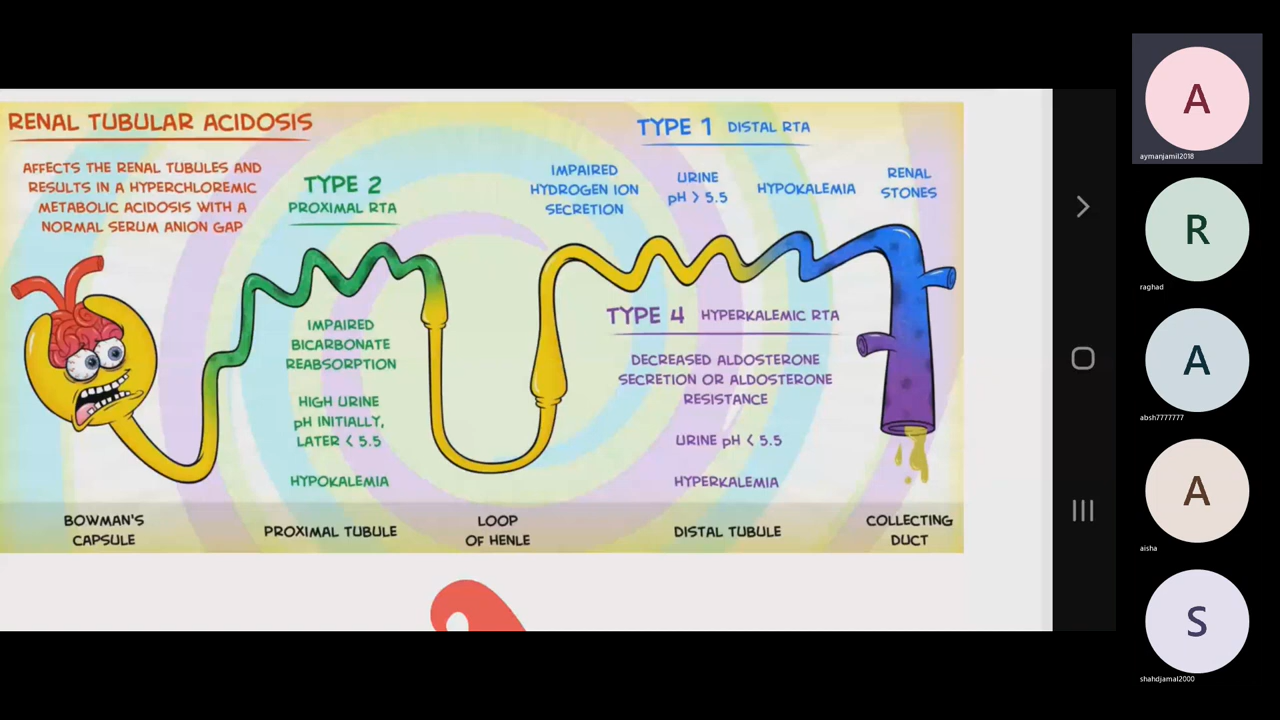 RENAL TUBULAR ACIDOSIS
AFFECTS THE RENAL TUBULES AND
RESULTS IN A HYPERCHLOREMIC
METABOLIC ACIDOSIS WITH A
NORMAL SERUM ANION GAP
TYPE 2
PROXIMAL RTA
IMPAIRED
BICARBONATE
REABSORPTION
HIGH URINE
pH INITIALLY,
LATER < 5.5
HYPOKALEMIA
TYPE 1 DISTAL RTA
IMPAIRED
HYDROGEN ION
SECRETION
URINE
pH > 5.5
HYPOKALEMIA
RENAL
STONES
TYPE 4 HYPERKALEMIC RTA
DECREASED ALDOSTERONE
SECRETION OR ALDOSTERONE
RESISTANCE
URINE pH < 5.5
HYPERKALEMIA
BOWMAN'S
CAPSULE
PROXIMAL TUBULE
LOOP
OF HENLE
DISTAL TUBULE
COLLECTING
DUCT
A
aymanjamil2018
R
raghad
A
absh7777777
A
aisha
S
shahdjamal2000